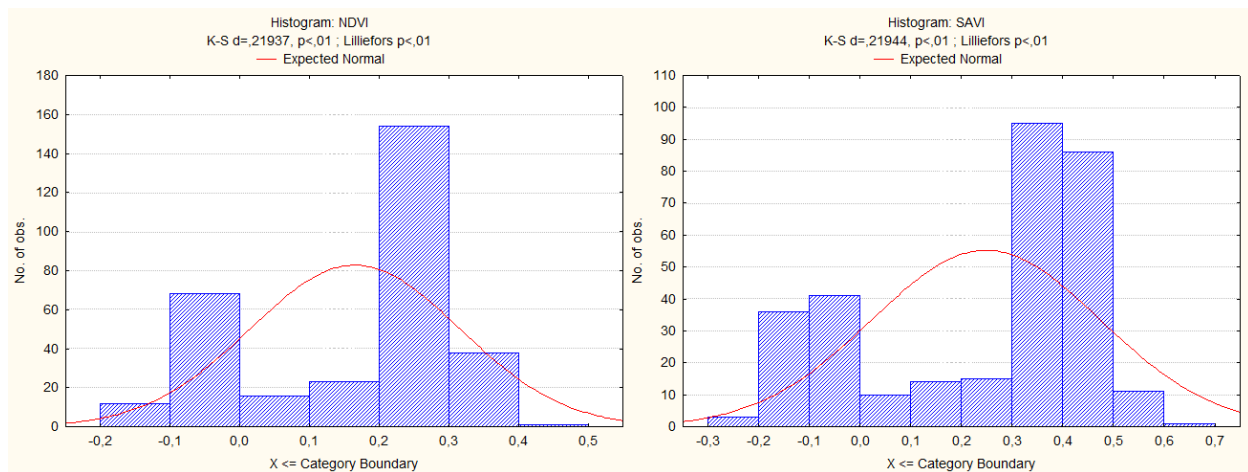 Histogram: NDVI
K-S d=,21937, p<,01 ; Lilliefors p<,01
Expected Normal
180
160
140
120
100
80
60
40
20
0
No. of obs.
-0,2 -0,1 0,0 0,1 0,2 0,3 0,4 0,5
X <= Category Boundary
Histogram: SAVI
K-S d=,21944, p<,01 ; Lilliefors p<,01
Expected Normal
110
100
90
80
70
60
50
40
30
20
10
0
No. of obs.
-0,3 -0,2 -0,1 0,0 0,1 0,2 0,3 0,4 0,5 0,6 0,7
X <= Category Boundary